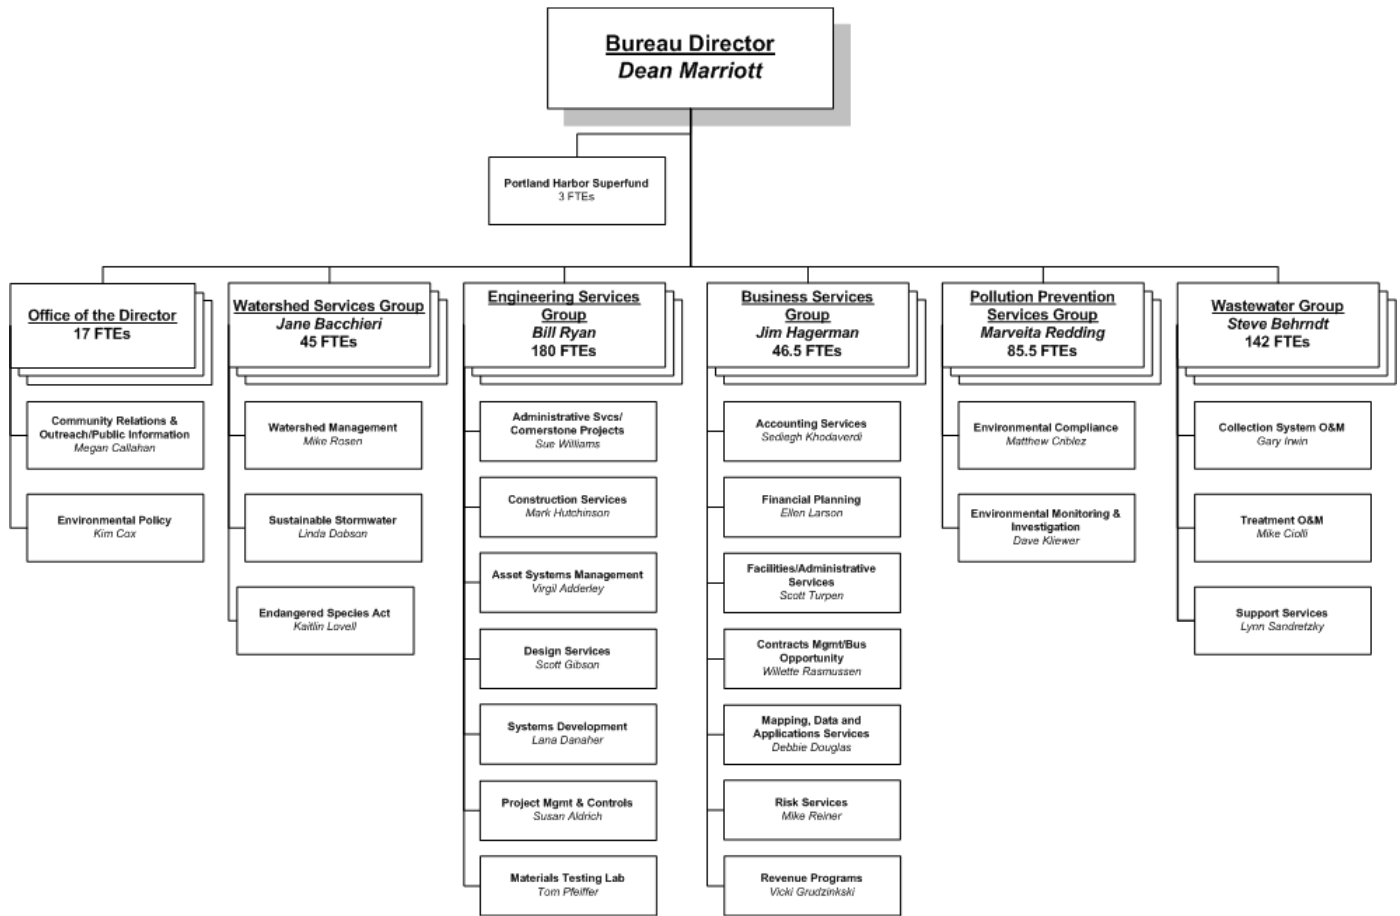 Bureau Director
Dean Marriott
Portland Harbor Superfund
3 FTEs
Office of the Director
17 FTEs
Community Relations &
Outreach/Public Information
Megan Callahan
Environmental Policy
Kim Cox
Watershed Services Group
Jane Bacchieri
45 FTEs
Watershed Management
Mike Rosen
Sustainable Stormwater
Linda Dobson
Endangered Species Act
Kaitlin Lovell
Engineering Services
Group
Bill Ryan
180 FTEs
Administrative Svcs/
Cornerstone Projects
Sue Williams
Construction Services
Mark Hutchinson
Asset Systems Management
Virgil Adderley
Design Services
Scott Gibson
Systems Development
Lana Danaher
Project Mgmt & Controls
Susan Aldrich
Materials Testing Lab
Tom Pfeiffer
Business Services
Group
Jim Hagerman
46.5 FTEs
Accounting Services
Sediegh Khodaverdi
Financial Planning
Ellen Larson
Facilities/Administrative
Services
Scott Turpen
Contracts Mgmt/Bus
Opportunity
Willette Rasmussen
Mapping, Data and
Applications Services
Debbie Douglas
Risk Services
Mike Reiner
Revenue Programs
Vicki Grudzinkski
Pollution Prevention
Services Group
Marveita Redding
85.5 FTEs
Environmental Compliance
Matthew Criblez
Environmental Monitoring &
Investigation
Dave Kliewer
Wastewater Group
Steve Behrndt
142 FTEs
Collection System O&M
Gary Irwin
Treatment O&M
Mike Ciolli
Support Services
Lynn Sandretzky